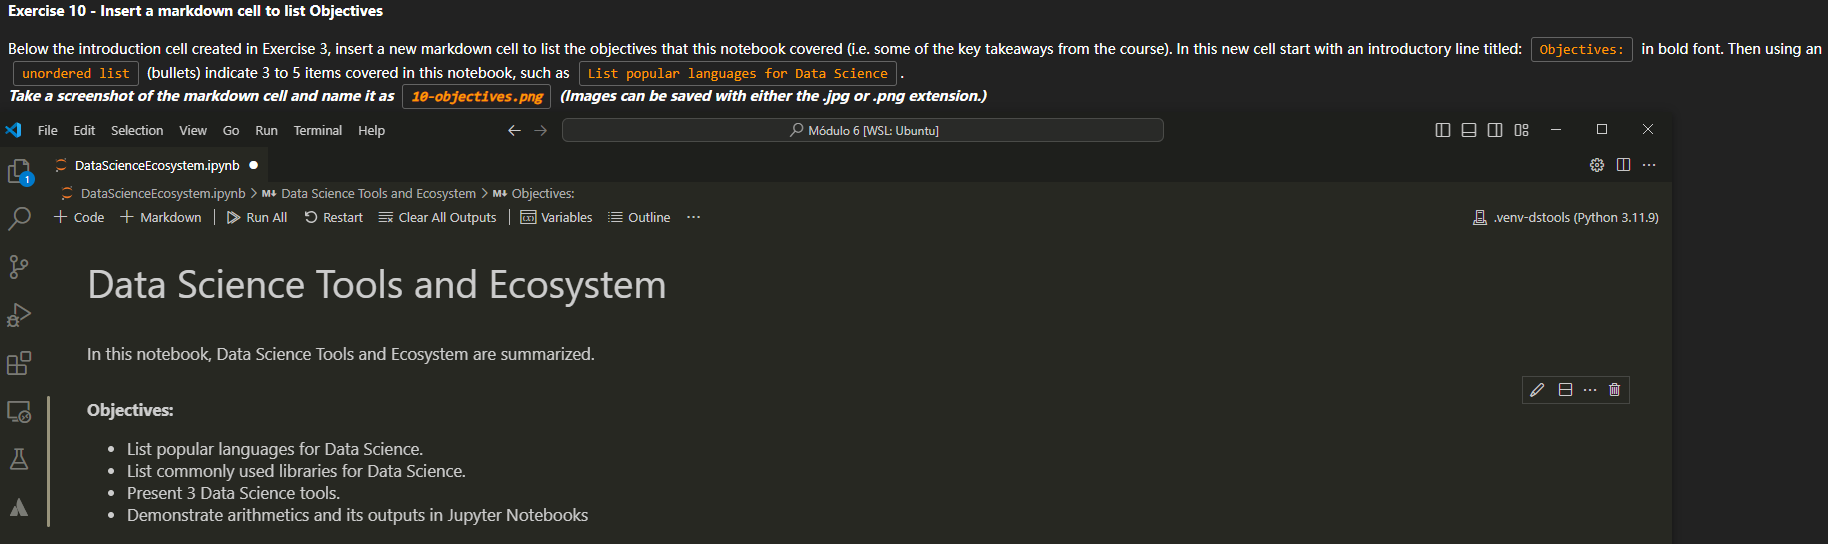 Exercise 10 - Insert a markdown cell to list Objectives
Below the introduction cell created in Exercise 3, insert a new markdown cell to list the objectives that this notebook covered (i.e. some of the key takeaways from the course). In this new cell start with an introductory line titled: Objectives: in bold font. Then using an
unordered list (bullets) indicate 3 to 5 items covered in this notebook, such as List popular languages for Data Science .
Take a screenshot of the markdown cell and name it as 10-objectives.png (Images can be saved with either the .jpg or .png extension.)
File Edit Selection View Go Run Terminal Help Módulo 6 [WSL: Ubuntu]
DataScienceEcosystem.ipynb
1
DataScienceEcosystem.ipynb > M↓ Data Science Tools and Ecosystem > M↓ Objectives:
+ Code + Markdown | Run All Restart Clear All Outputs | Variables Outline ... .venv-dstools (Python 3.11.9)
Data Science Tools and Ecosystem
In this notebook, Data Science Tools and Ecosystem are summarized.
Objectives:
• List popular languages for Data Science.
• List commonly used libraries for Data Science.
• Present 3 Data Science tools.
• Demonstrate arithmetics and its outputs in Jupyter Notebooks